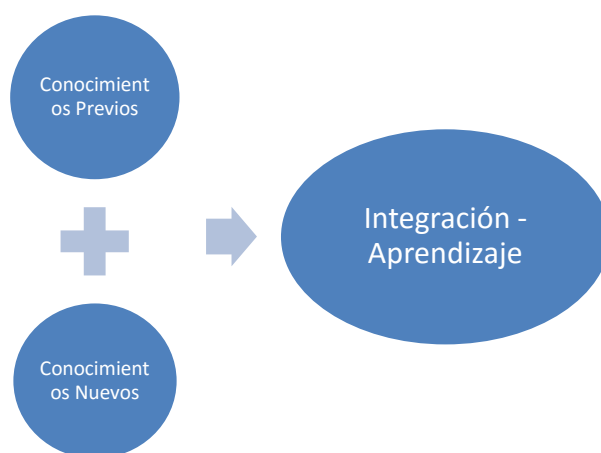 Conocimient
os Previos
Integración -
Aprendizaje
Conocimient
os Nuevos